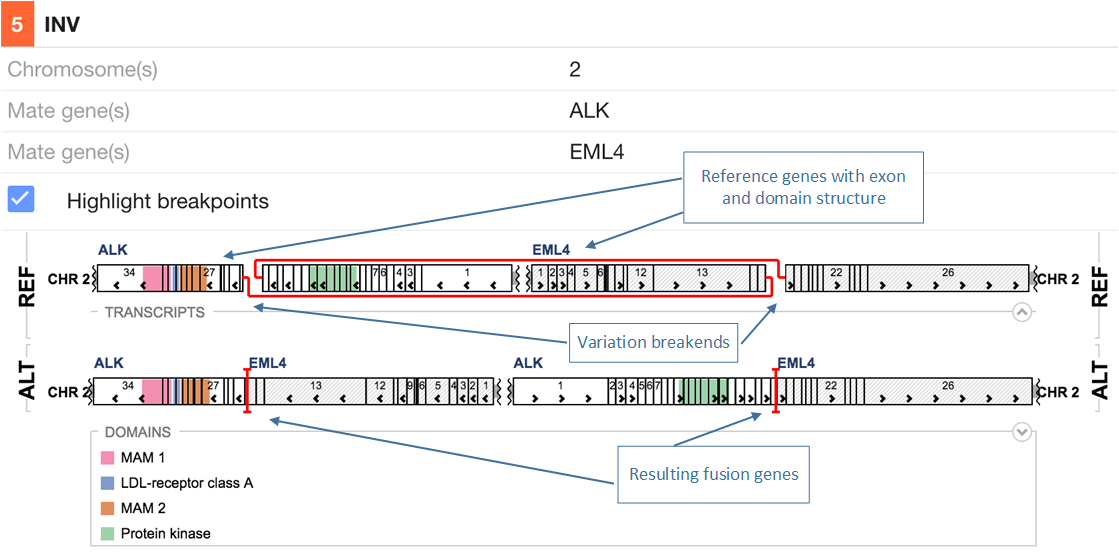 5 INV
Chromosome(s) 2
Mate gene(s) ALK
Mate gene(s) EML4
Highlight breakpoints
Reference genes with exon
and domain structure
ALK EML4
REF CHR 2 34 27 7 6 4 3 1 1 2 3 4 5 6 12 13 22 26 CHR 2 REF
TRANSCRIPTS
Variation breakends
ALK EML4 ALK EML4
ALT CHR 2 34 27 13 12 9 6 5 4 3 2 1 1 2 3 4 5 6 7 22 26 CHR 2 ALT
DOMAINS
MAM 1
LDL-receptor class A
MAM 2
Protein kinase
Resulting fusion genes